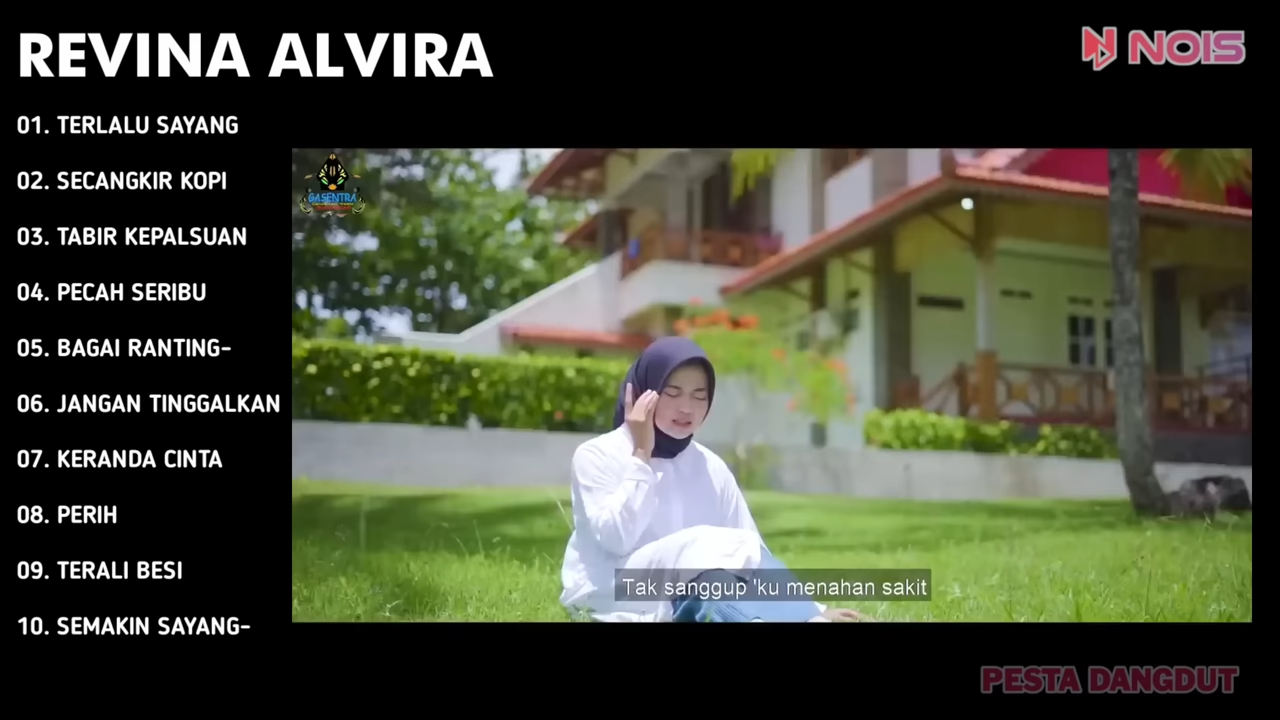 REVINA ALVIRA
NOIS
01. TERLALU SAYANG
02. SECANGKIR KOPI
03. TABIR KEPALSUAN
04. PECAH SERIBU
05. BAGAI RANTING-
06. JANGAN TINGGALKAN
07. KERANDA CINTA
08. PERIH
09. TERALI BESI
10. SEMAKIN SAYANG-
GASENTRA
Tak sanggup 'ku menahan sakit
PESTA DANGDUT